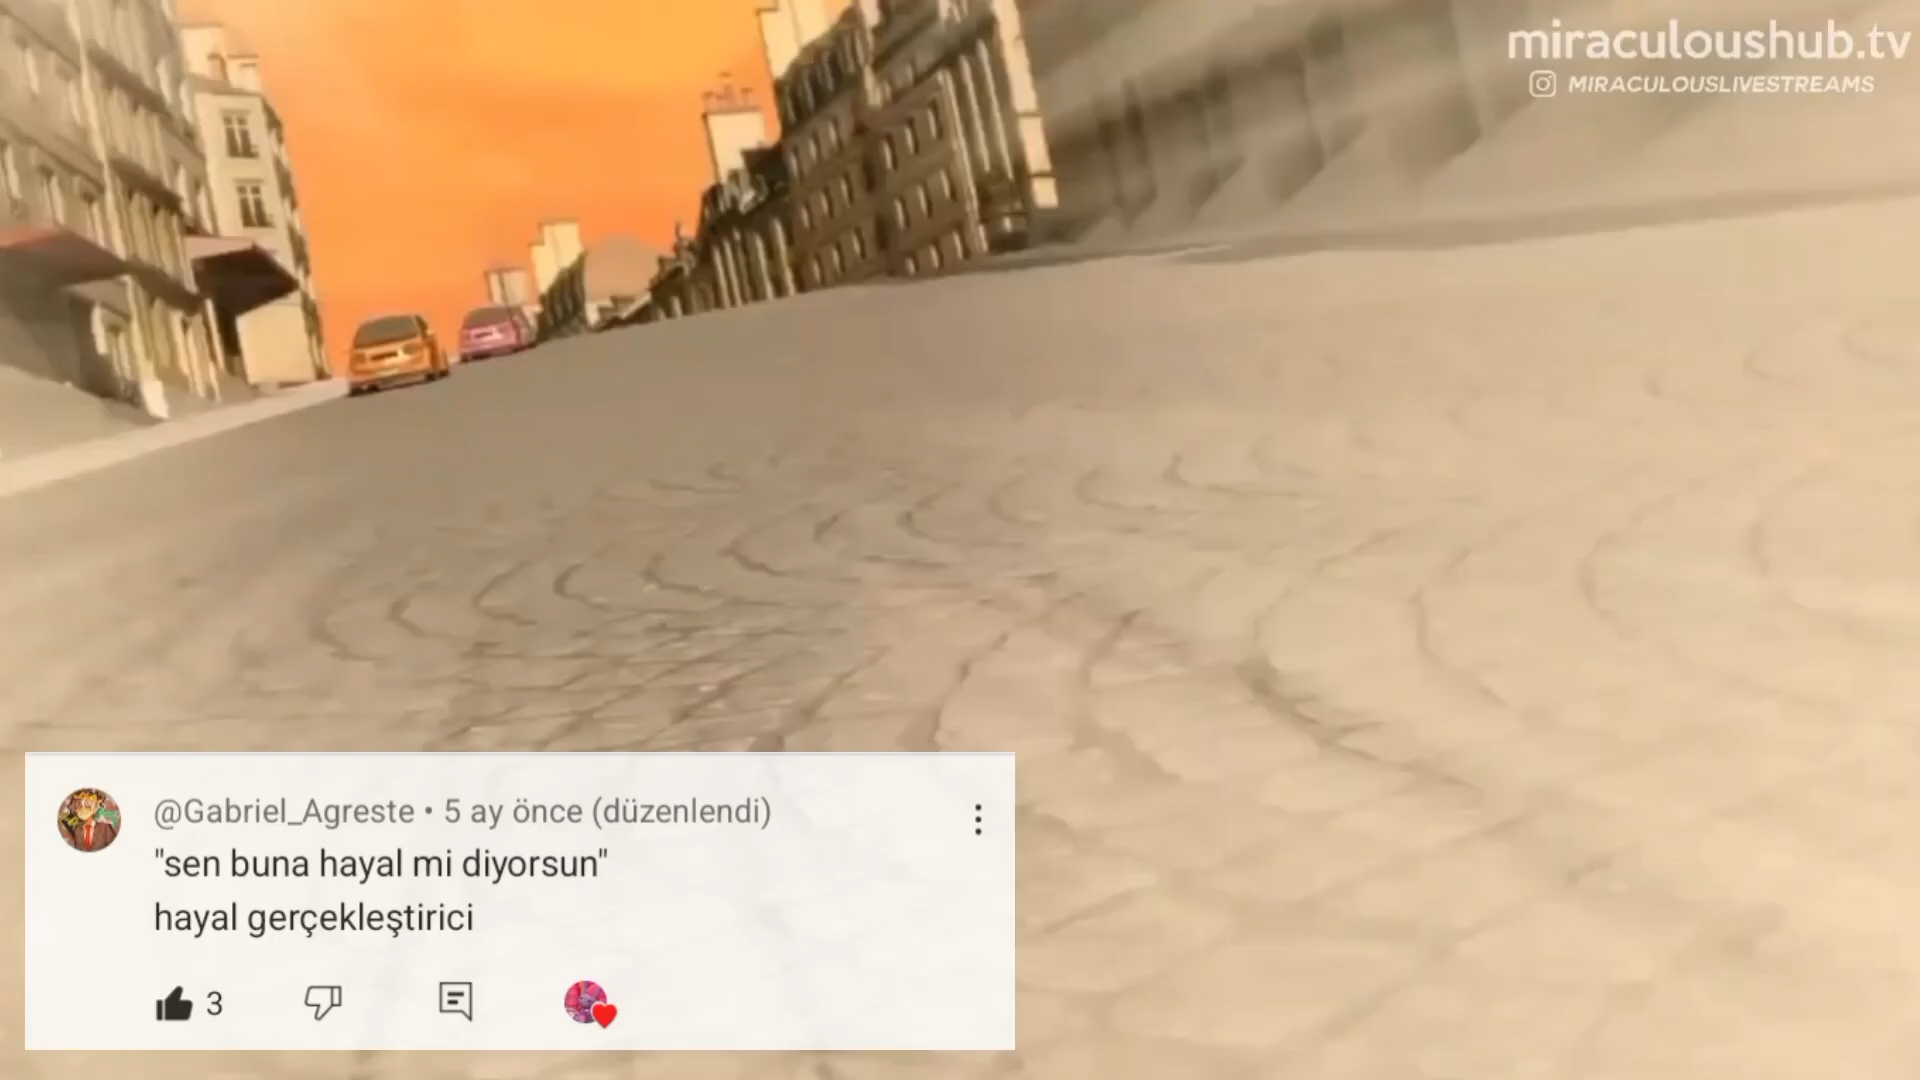 miraculoushub.tv
MIRACULOUSLIVESTREAMS
@Gabriel_Agreste • 5 ay önce (düzenlendi)
"sen buna hayal mi diyorsun"
hayal gerçekleştirici
3